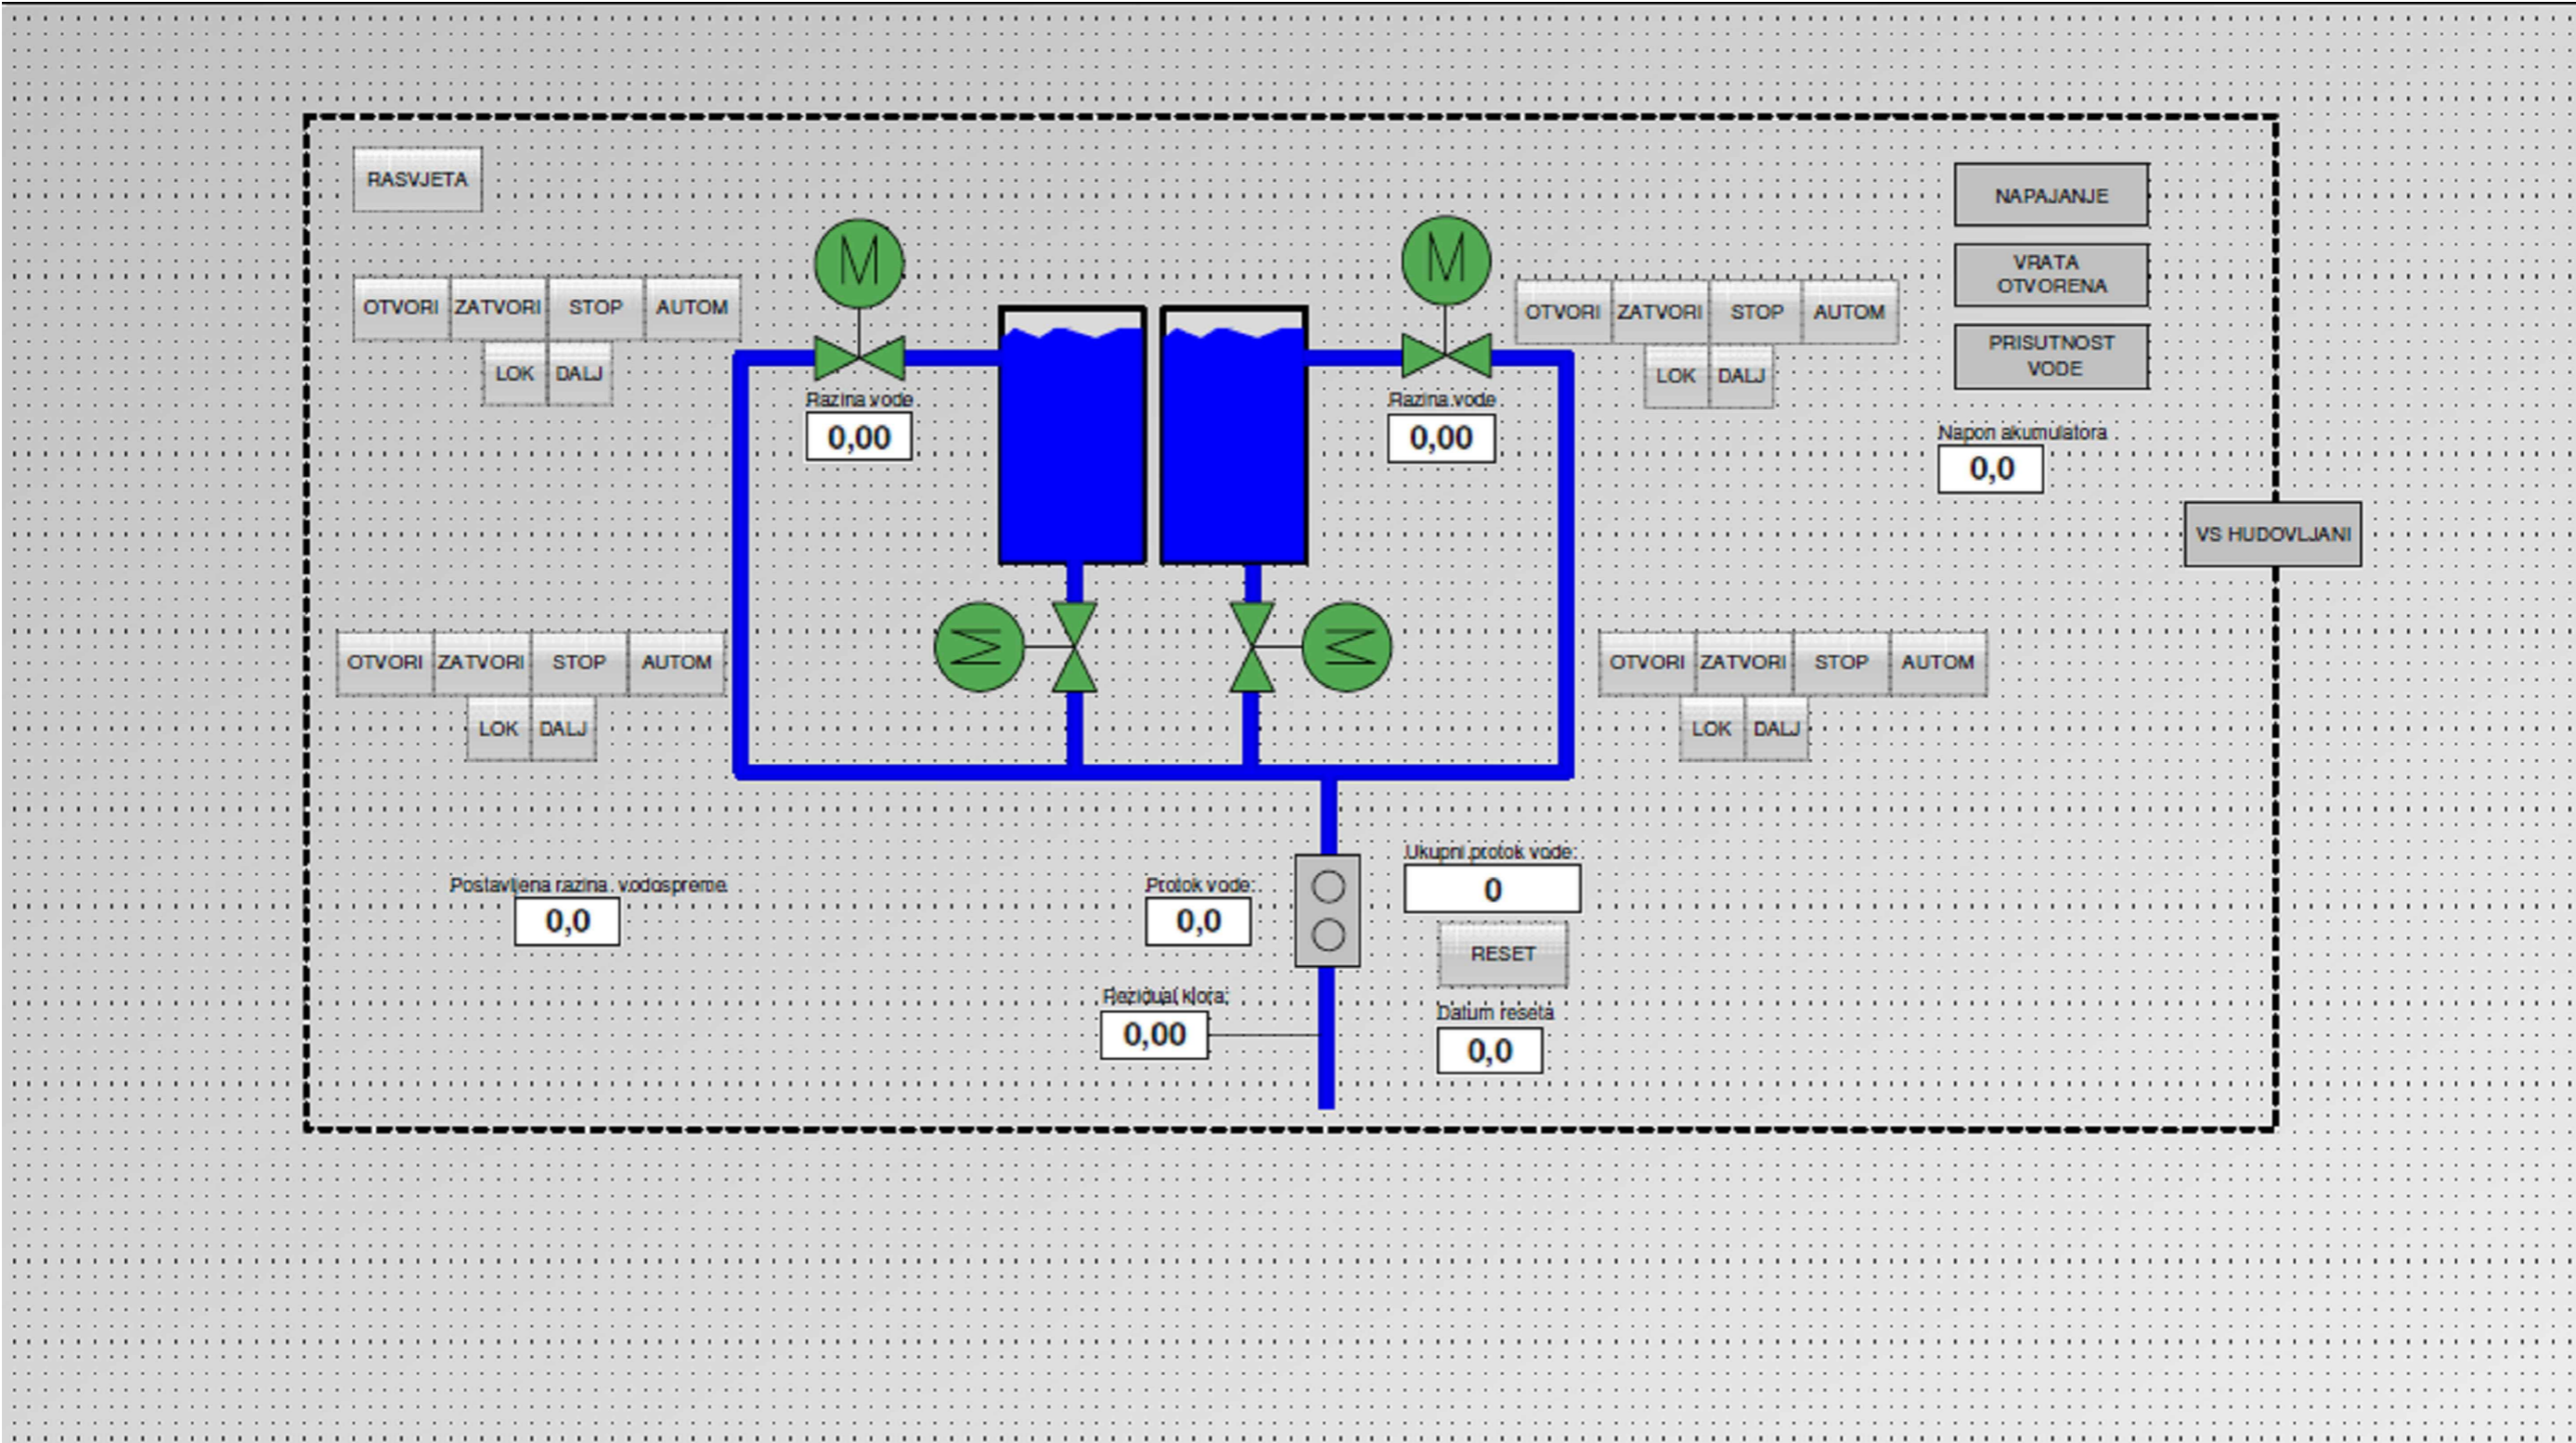 RASVJETA
NAPAJANJE
M
M
VRATA
OTVORENA
OTVORI ZATVORI STOP AUTOM
OTVORI ZATVORI STOP AUTOM
PRISUTNOST
VODE
LOK DALJ
LOK DALJ
Razina vode
0,00
Razina vode
0,00
Napon akumulatora
0,0
VS HUDOVLJANI
OTVORI ZATVORI STOP AUTOM
M
M
OTVORI ZATVORI STOP AUTOM
LOK DALJ
LOK DALJ
Postavljena razina vodospreme
0,0
Protok vode:
0,0
Ukupni protok vode:
0
RESET
Rezidual klora:
0,00
Datum reseta
0,0